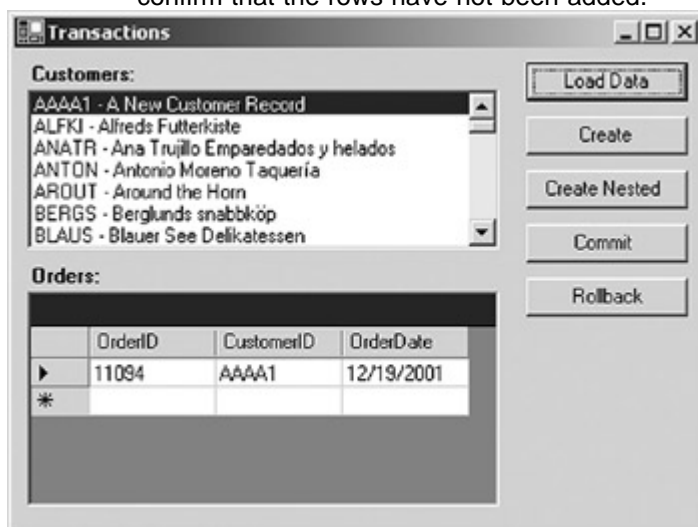 confirm that the rows have not been added.
Transactions
Customers:
AAAA1 - A New Customer Record
ALFKI - Alfreds Futterkiste
ANATR - Ana Trujillo Emparedados y helados
ANTON - Antonio Moreno Taquería
AROUT - Around the Horn
BERGS - Berglunds snabbköp
BLAUS - Blauer See Delikatessen
Load Data
Create
Create Nested
Commit
Rollback
Orders:
OrderID CustomerID OrderDate
11094 AAAA1 12/19/2001